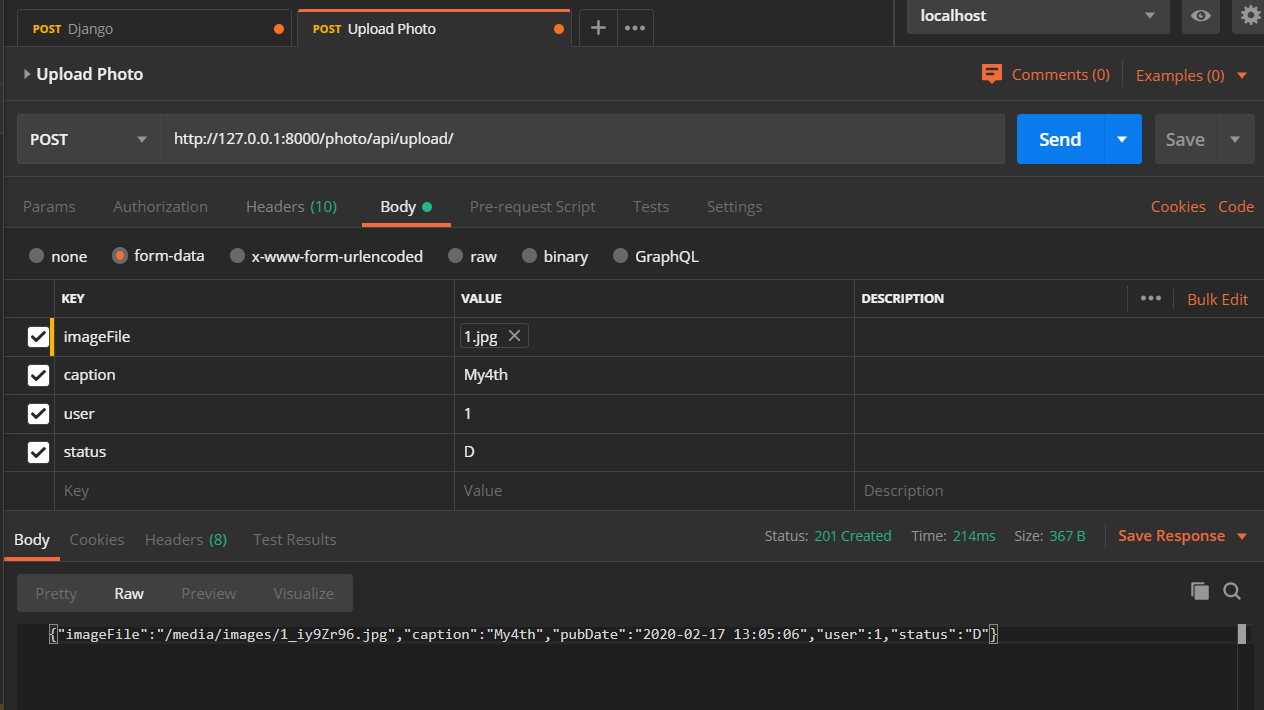 POST Django POST Upload Photo localhost
Upload Photo Comments (0) Examples (0)
POST http://127.0.0.1:8000/photo/api/upload/ Send Save
Params Authorization Headers (10) Body Pre-request Script Tests Settings Cookies Code
none form-data x-www-form-urlencoded raw binary GraphQL
KEY VALUE DESCRIPTION Bulk Edit
imageFile 1.jpg
caption My4th
user 1
status D
Key Value Description
Body Cookies Headers (8) Test Results Status: 201 Created Time: 214ms Size: 367 B Save Response
Pretty Raw Preview Visualize
{"imageFile":"/media/images/1_iy9Zr96.jpg","caption":"My4th","pubDate":"2020-02-17 13:05:06","user":1,"status":"D"}